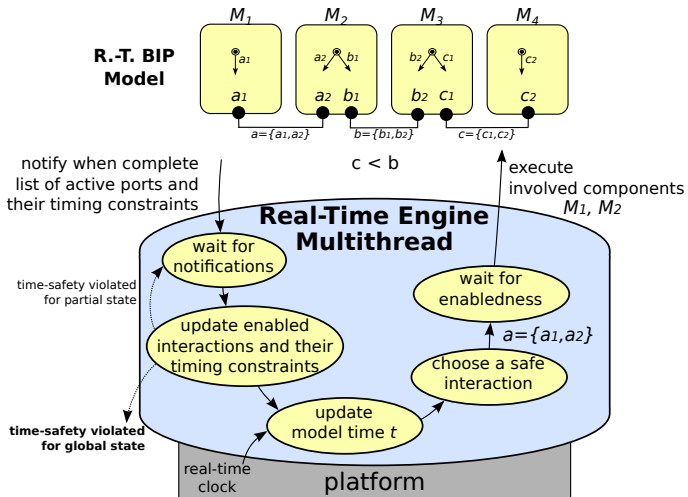 M1 M2 M3 M4
R.-T. BIP
Model
a1 a2 b1 b2 c1 c2
a1 a2 b1 b2 c1 c2
a={a1,a2} b={b1,b2} c={c1,c2}
c < b
notify when complete
list of active ports and
their timing constraints
execute
involved components
M1, M2
Real-Time Engine
Multithread
wait for
notifications
wait for
enabledness
time-safety violated
for partial state
update enabled
interactions and their
timing constraints
a={a1,a2}
choose a safe
interaction
time-safety violated
for global state
update
model time t
real-time
clock
platform